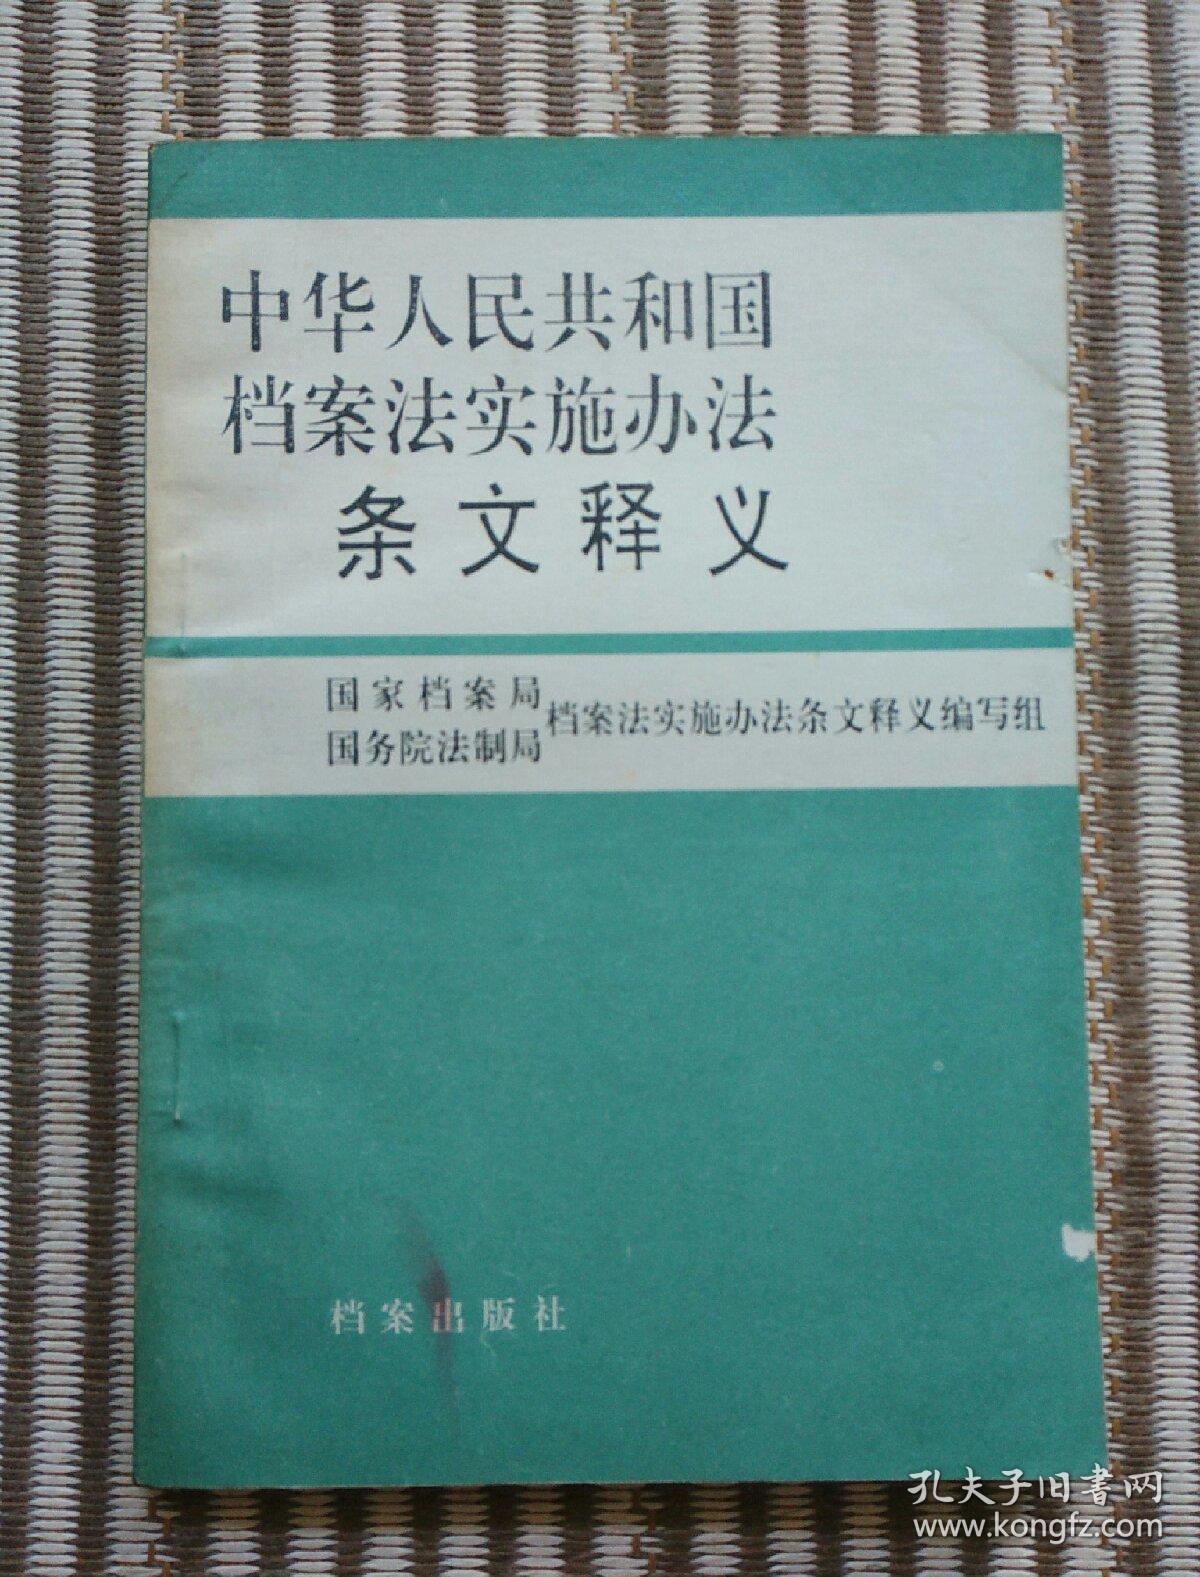 中华人民共和国
档案法实施办法
条文释义
国家档案局
国务院法制局
档案法实施办法条文释义编写组
档案出版社
孔夫子旧書网
www.kongfz.com